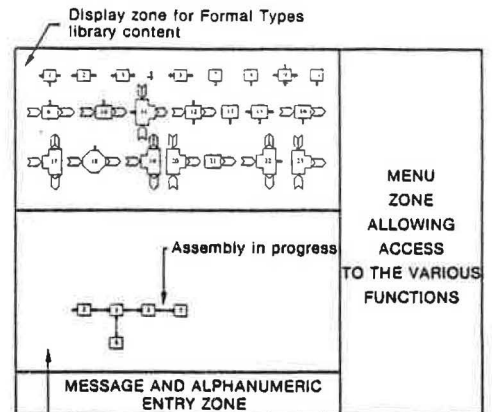 Display zone for Formal Types
library content
Assembly in progress
MENU
ZONE
ALLOWING
ACCESS
TO THE VARIOUS
FUNCTIONS
MESSAGE AND ALPHANUMERIC
ENTRY ZONE